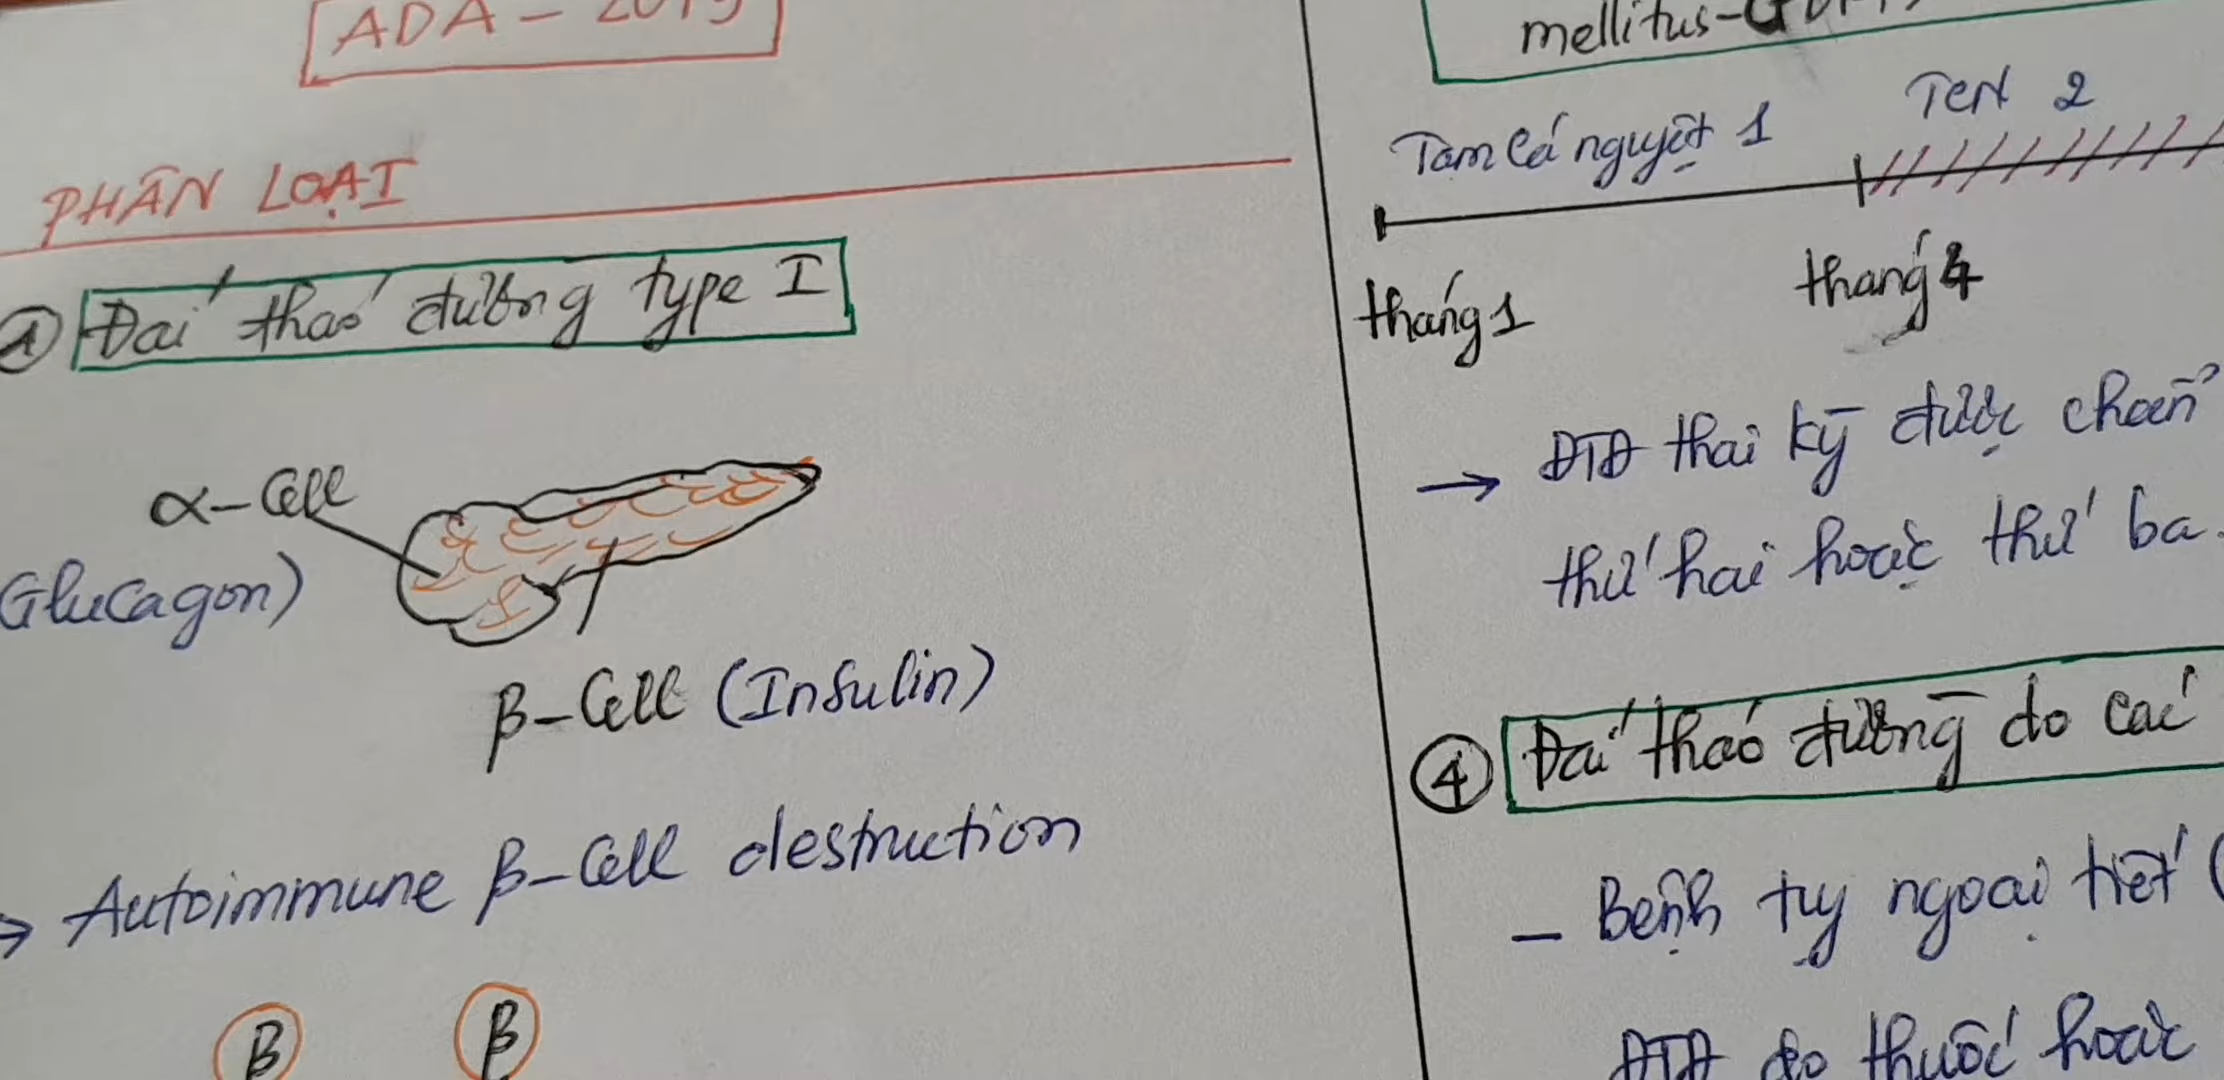 ADA - 2019
PHÂN LOẠI
① Đái tháo đường type I
α-Cell
Glucagon)
β-Cell (Insulin)
→ Autoimmune β-Cell destruction
β β
mellitus-GDM
Tam cá nguyệt 1
TCN 2
tháng 1
tháng 4
→ ĐTĐ thai kỳ được chẩn
thứ hai hoặc thứ ba.
④ Đái tháo đường do các
- Bệnh tụy ngoại tiết (
ĐTĐ do thuốc hoặc